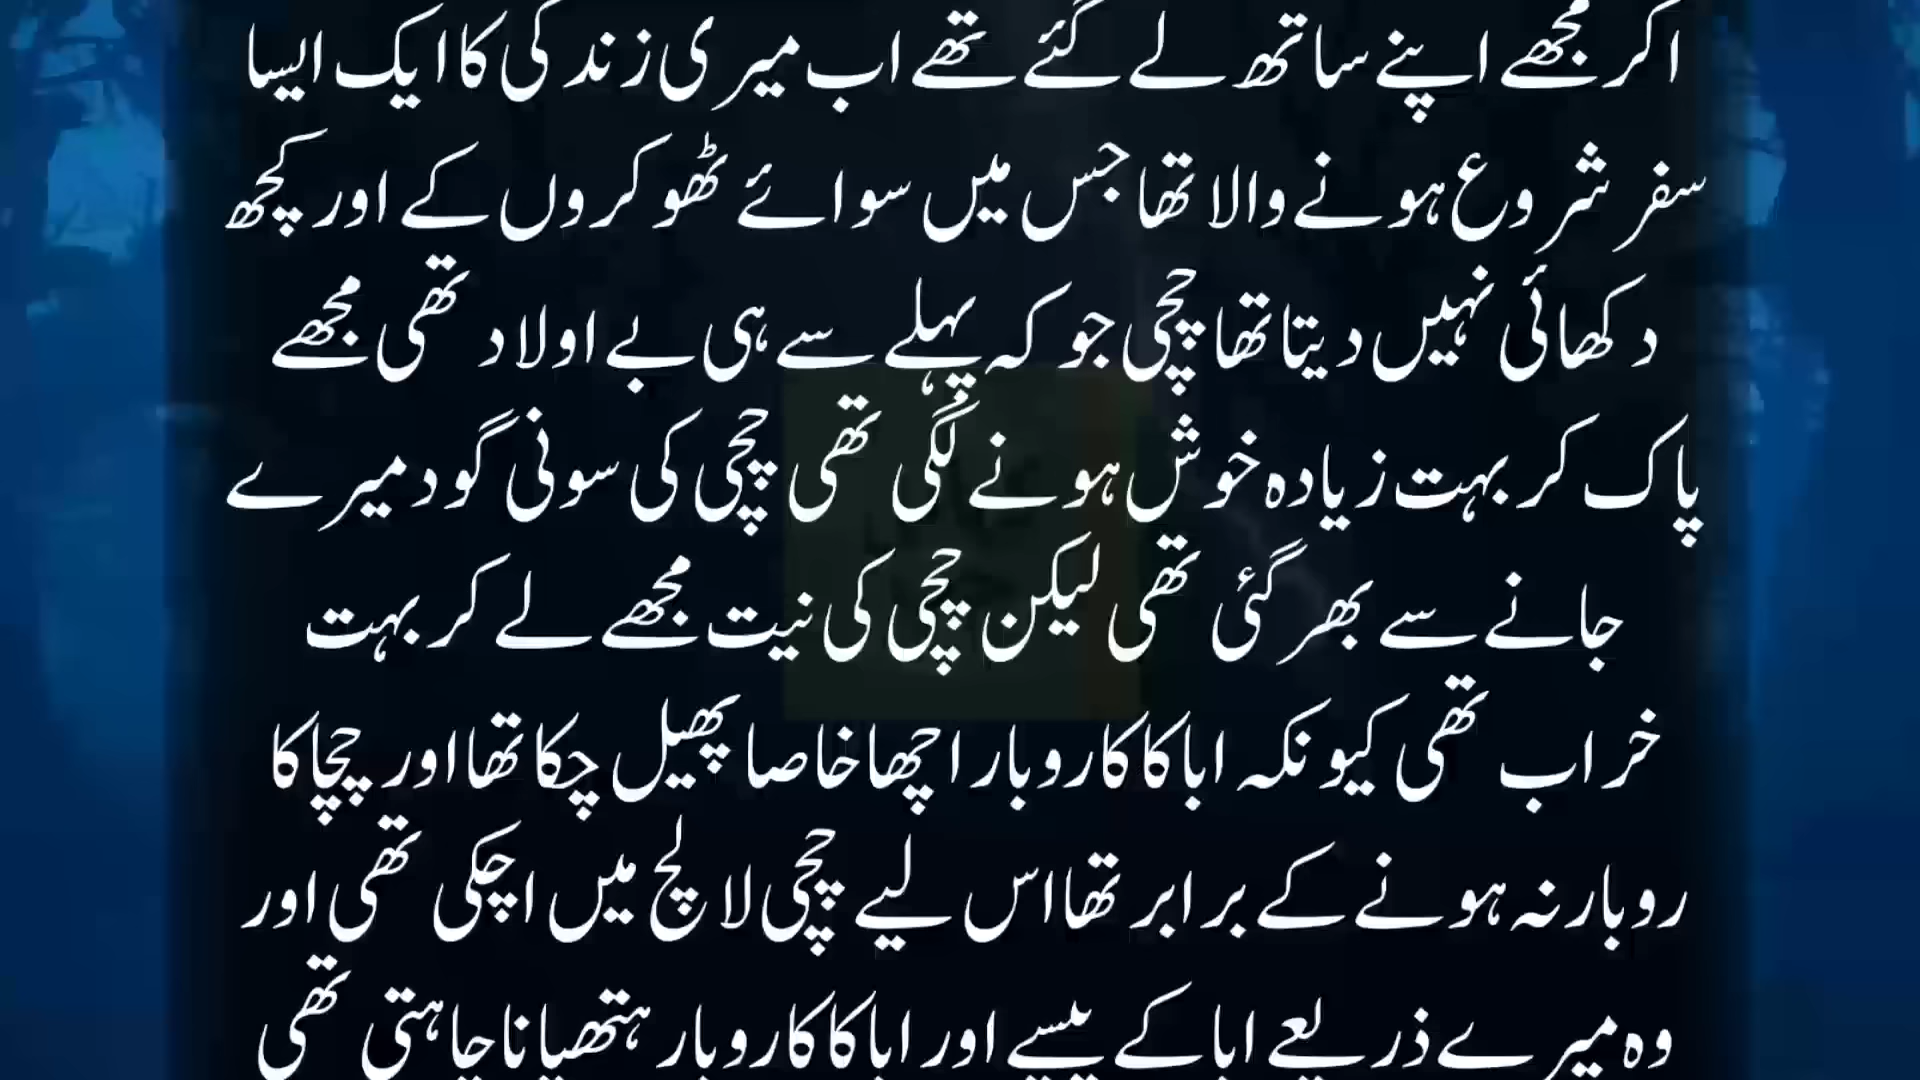 اکر مجھے اپنے ساتھ لے گئے تھے اب میری زندگی کا ایک ایسا
سفر شروع ہونے والا تھا جس میں سوائے ٹھوکروں کے اور کچھ
دکھائی نہیں دیتا تھا چچی جو کہ پہلے سے ہی بے اولاد تھی مجھے
پاک کر بہت زیادہ خوش ہونے لگی تھی چچی کی سونی گود میرے
جانے سے بھر گئی تھی لیکن چچی کی نیت مجھے لے کر بہت
خراب تھی کیونکہ ابا کا کاروبار اچھا خاصا پھیل چکا تھا اور چچا کا
روبار نہ ہونے کے برابر تھا اس لیے چچی لالچ میں اچکی تھی اور
وہ میرے ذریعے ابا کے پیسے اور ابا کا کاروبار ہتھیانا چاہتی تھی